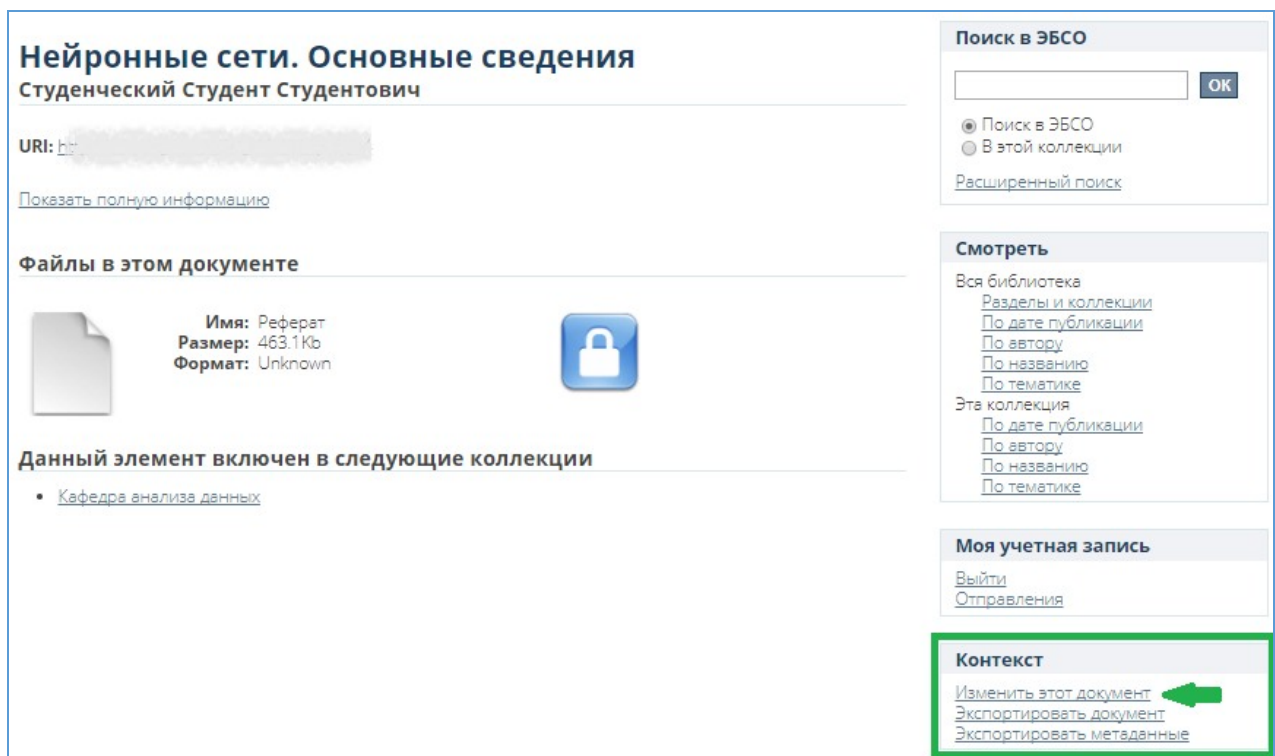 Нейронные сети. Основные сведения
Студенческий Студент Студентович
URI:
Показать полную информацию
Файлы в этом документе
Имя: Реферат
Размер: 463.1Kb
Формат: Unknown
Данный элемент включен в следующие коллекции
• Кафедра анализа данных
Поиск в ЭБСО
OK
Поиск в ЭБСО
В этой коллекции
Расширенный поиск
Смотреть
Вся библиотека
Разделы и коллекции
По дате публикации
По автору
По названию
По тематике
Эта коллекция
По дате публикации
По автору
По названию
По тематике
Моя учетная запись
Выйти
Отправления
Контекст
Изменить этот документ
Экспортировать документ
Экспортировать метаданные